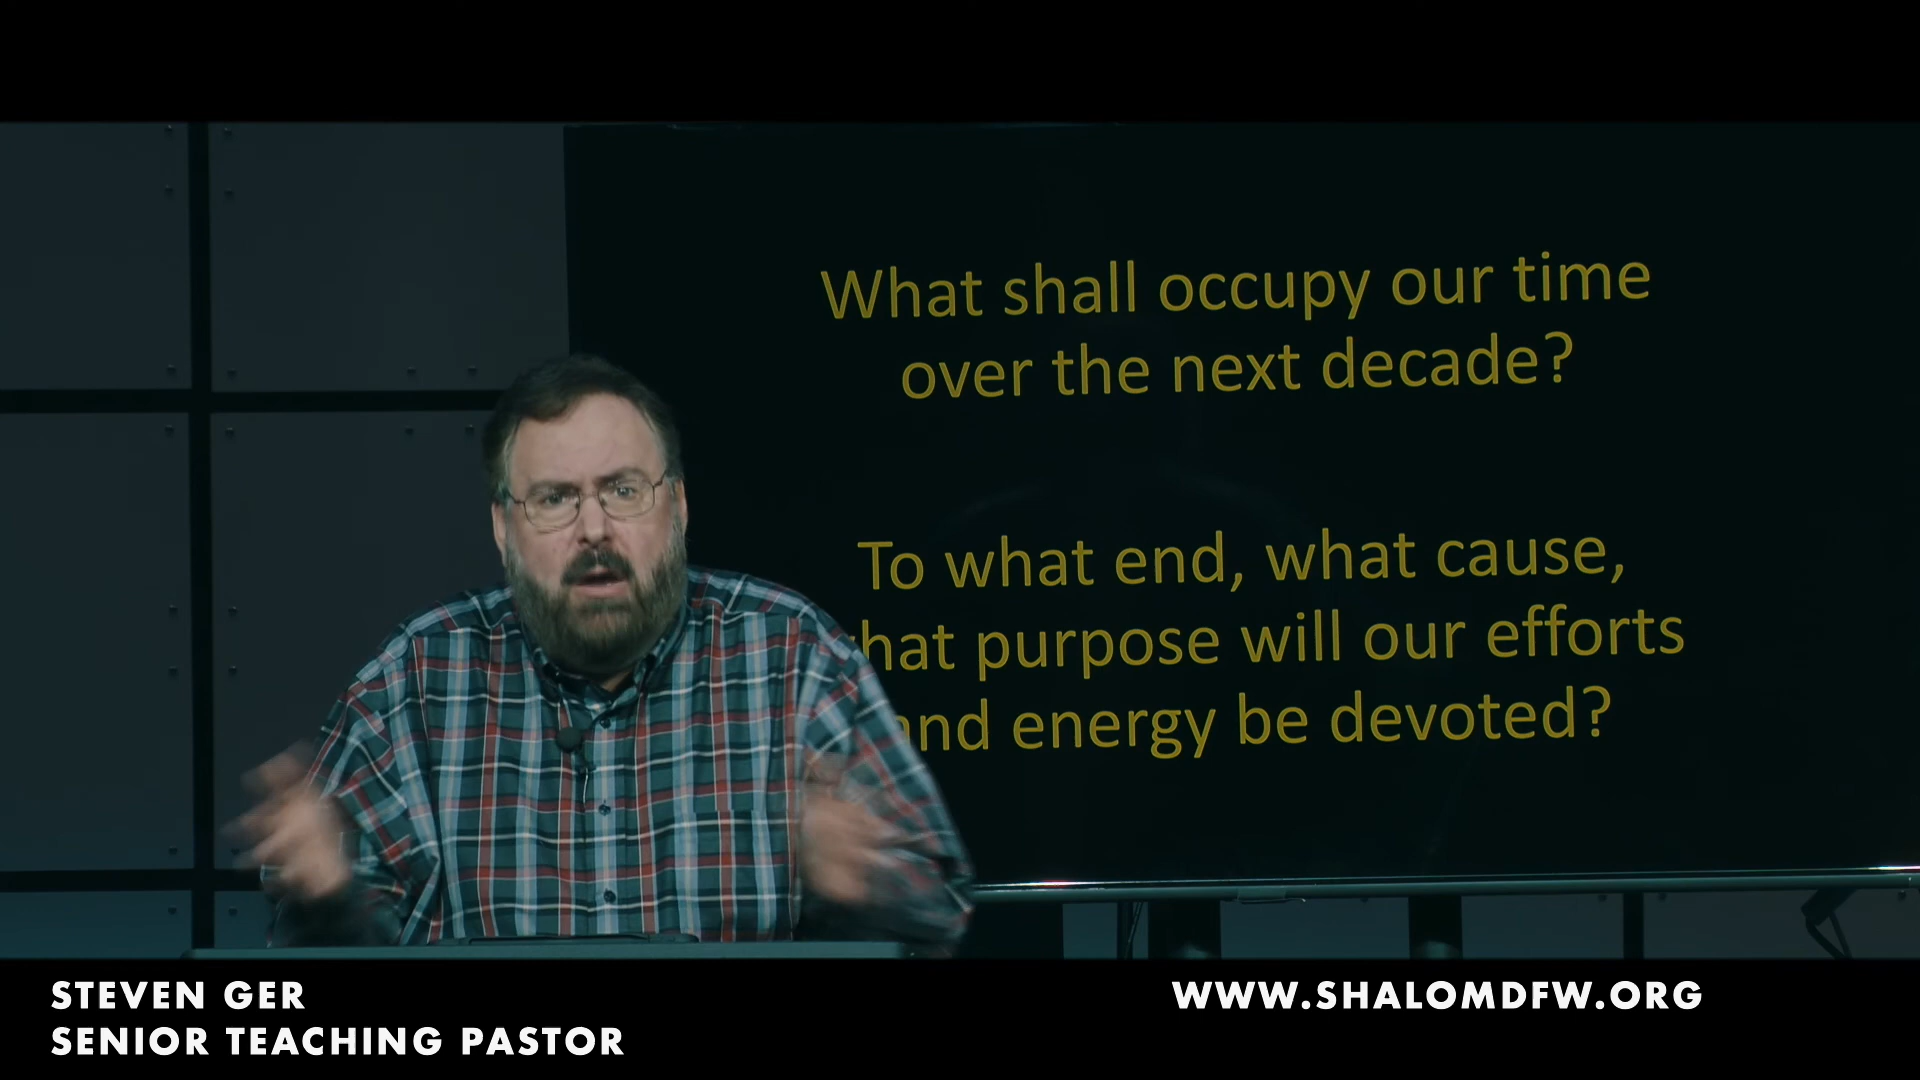 What shall occupy our time
over the next decade?
To what end, what cause,
hat purpose will our efforts
and energy be devoted?
STEVEN GER
SENIOR TEACHING PASTOR
WWW.SHALOMDFW.ORG